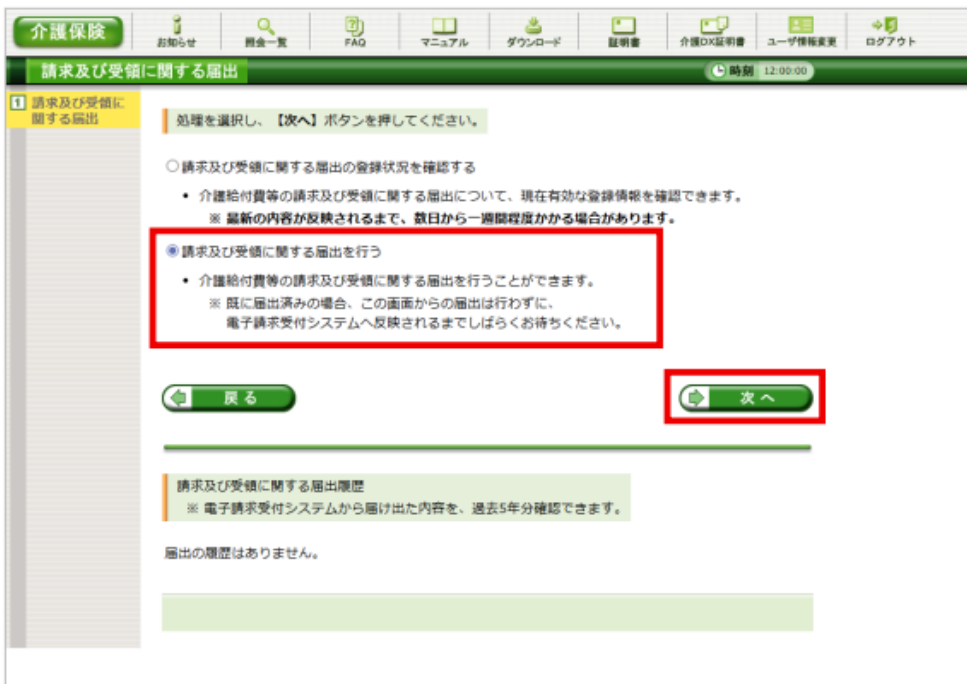 介護保険
お知らせ
照会一覧
FAQ
マニュアル
ダウンロード
証明書
介護DX証明書
ユーザ情報変更
ログアウト
請求及び受領に関する届出
時刻 12:00:00
1 請求及び受領に
関する届出
処理を選択し、【次へ】ボタンを押してください。
請求及び受領に関する届出の登録状況を確認する
• 介護給付費等の請求及び受領に関する届出について、現在有効な登録情報を確認できます。
※ 最新の内容が反映されるまで、数日から一週間程度かかる場合があります。
請求及び受領に関する届出を行う
• 介護給付費等の請求及び受領に関する届出を行うことができます。
※ 既に届出済みの場合、この画面からの届出は行わずに、
電子請求受付システムへ反映されるまでしばらくお待ちください。
戻る
次へ
請求及び受領に関する届出履歴
※ 電子請求受付システムから届け出た内容を、過去5年分確認できます。
届出の履歴はありません。